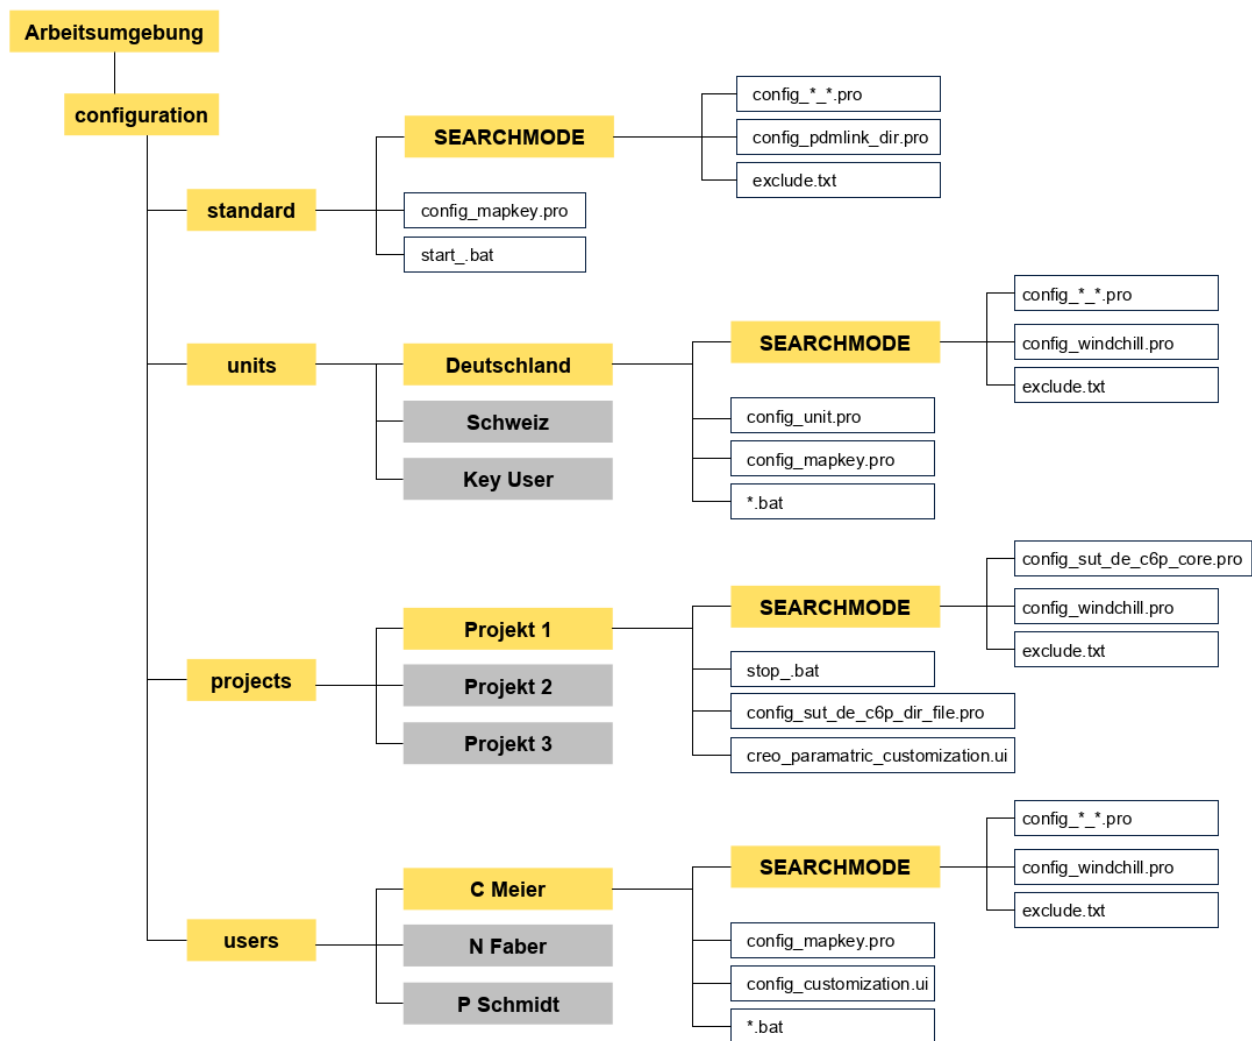 Arbeitsumgebung
configuration
standard
SEARCHMODE
config_*_*.pro
config_pdmlink_dir.pro
exclude.txt
config_mapkey.pro
start_.bat
units
Deutschland
SEARCHMODE
config_*_*.pro
config_windchill.pro
exclude.txt
config_unit.pro
config_mapkey.pro
*.bat
Schweiz
Key User
projects
Projekt 1
SEARCHMODE
config_sut_de_c6p_core.pro
config_windchill.pro
exclude.txt
stop_.bat
config_sut_de_c6p_dir_file.pro
creo_paramatric_customization.ui
Projekt 2
Projekt 3
users
C Meier
SEARCHMODE
config_*_*.pro
config_windchill.pro
exclude.txt
config_mapkey.pro
config_customization.ui
*.bat
N Faber
P Schmidt